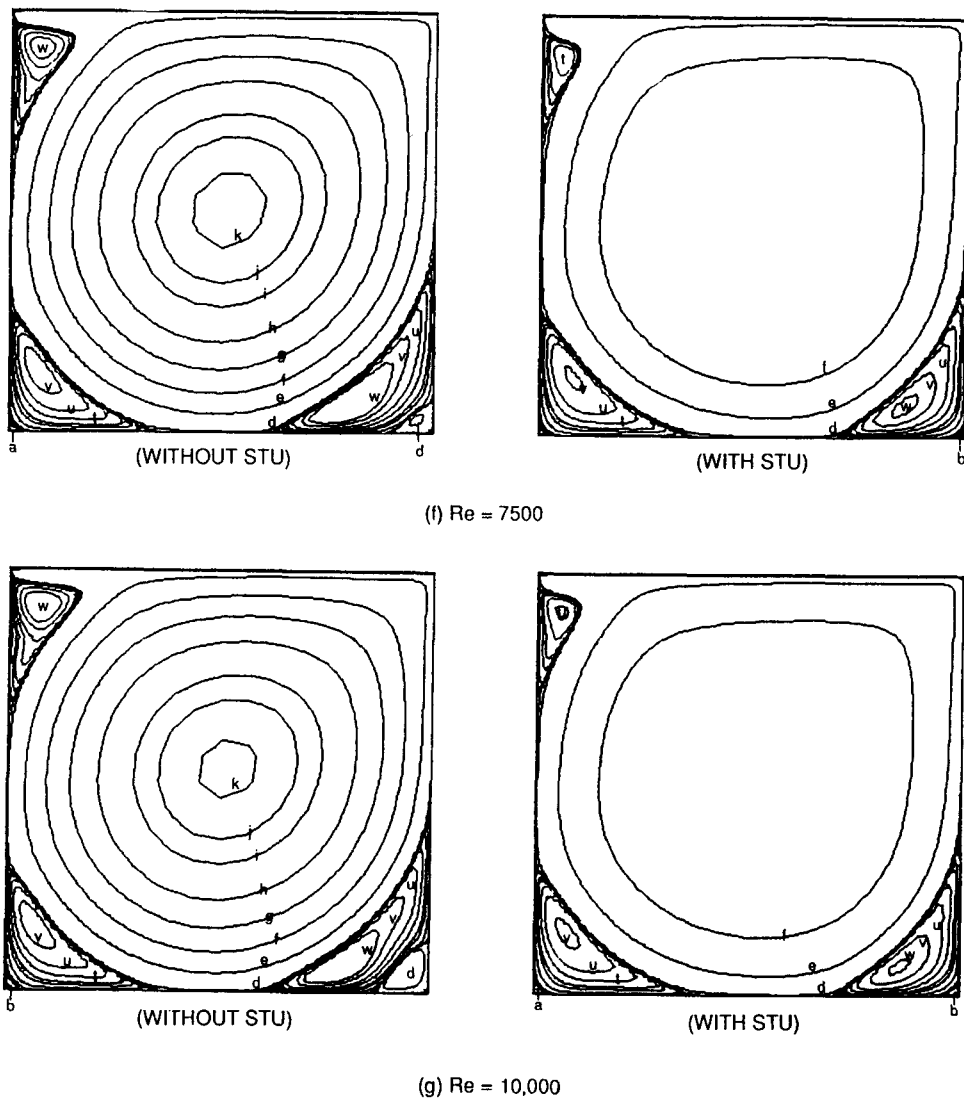 w
k
j
i
h
g
f
e
d
v
u
t
u
v
w
a
d
(WITHOUT STU)
t
f
e
d
v
u
t
u
v
w
b
(WITH STU)
(f) Re = 7500
w
k
j
i
h
g
f
e
d
v
u
t
u
v
w
d
b
(WITHOUT STU)
U
f
e
d
v
u
t
u
v
w
a
b
(WITH STU)
(g) Re = 10,000